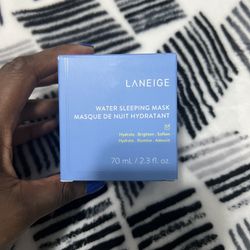 LANEIGE
WATER SLEEPING MASK
MASQUE DE NUIT HYDRATANT
Hydrate . Brighten . Soften
Hydrate . Illumine . Adoucit
70 mL / 2.3 fl. oz.